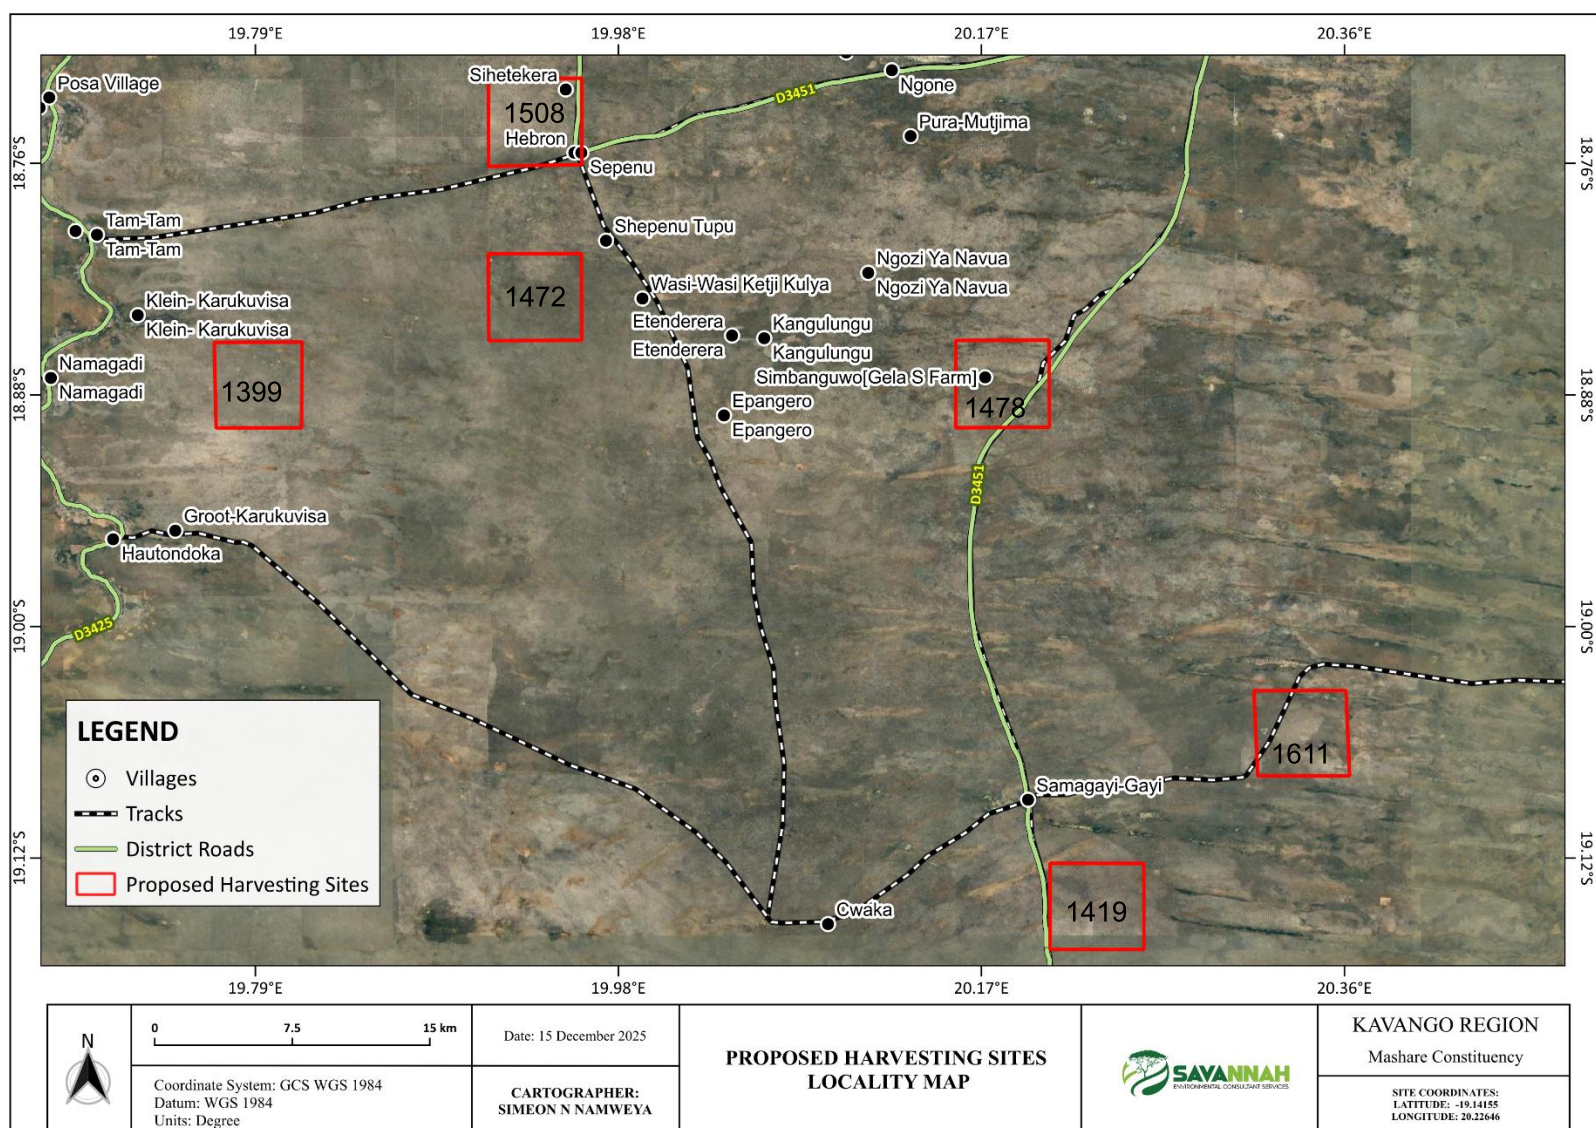 19.79°E
19.98°E
20.17°E
20.36°E
18.76°S
18.76°S
18.88°S
18.88°S
19.00°S
19.00°S
19.12°S
19.12°S
Posa Village
Sihetekera
1508
Hebron
Sepenu
D3451
Ngone
Pura-Mutjima
Tam-Tam
Tam-Tam
Shepenu Tupu
1472
Wasi-Wasi Ketji Kulya
Ngozi Ya Navua
Ngozi Ya Navua
Klein- Karukuvisa
Klein- Karukuvisa
Etenderera
Etenderera
Kangulungu
Kangulungu
Namagadi
Namagadi
1399
Simbanguwo[Gela S Farm]
1478
Epangero
Epangero
D3451
Groot-Karukuvisa
Hautondoka
D3425
1611
Samagayi-Gayi
1419
Cwaka
LEGEND
Villages
Tracks
District Roads
Proposed Harvesting Sites
19.79°E
19.98°E
20.17°E
20.36°E
N
0 7.5 15 km
Coordinate System: GCS WGS 1984
Datum: WGS 1984
Units: Degree
Date: 15 December 2025
CARTOGRAPHER:
SIMEON N NAMWEYA
PROPOSED HARVESTING SITES
LOCALITY MAP
SAVANNAH
ENVIRONMENTAL CONSULTANT SERVICES
KAVANGO REGION
Mashare Constituency
SITE COORDINATES:
LATITUDE: -19.14155
LONGITUDE: 20.22646